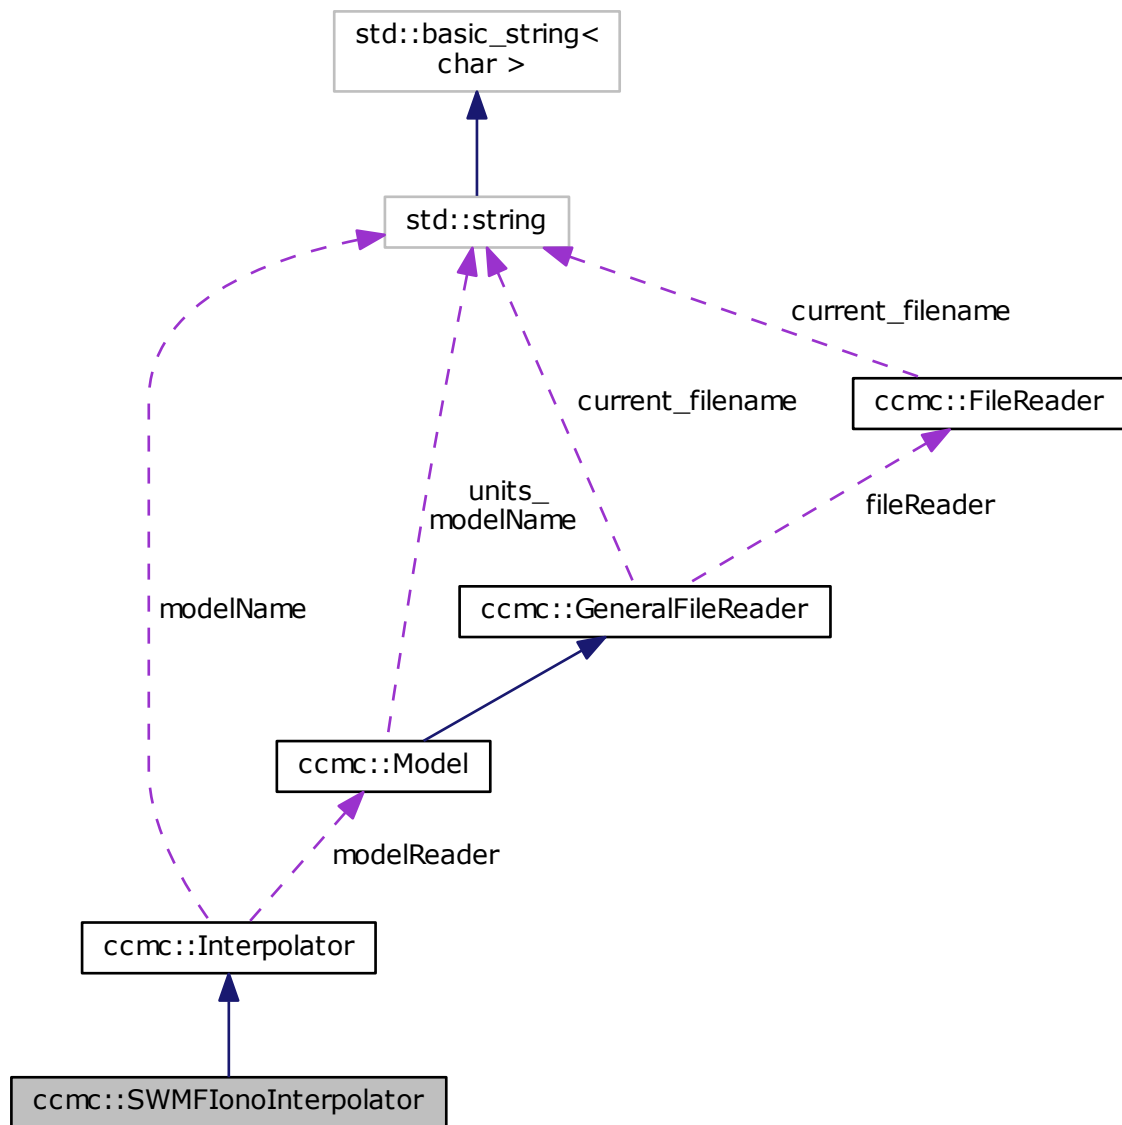 std::basic_string<
char >
std::string
current_filename
ccmc::FileReader
current_filename
units_
modelName
fileReader
ccmc::GeneralFileReader
modelName
ccmc::Model
modelReader
ccmc::Interpolator
ccmc::SWMFIonoInterpolator